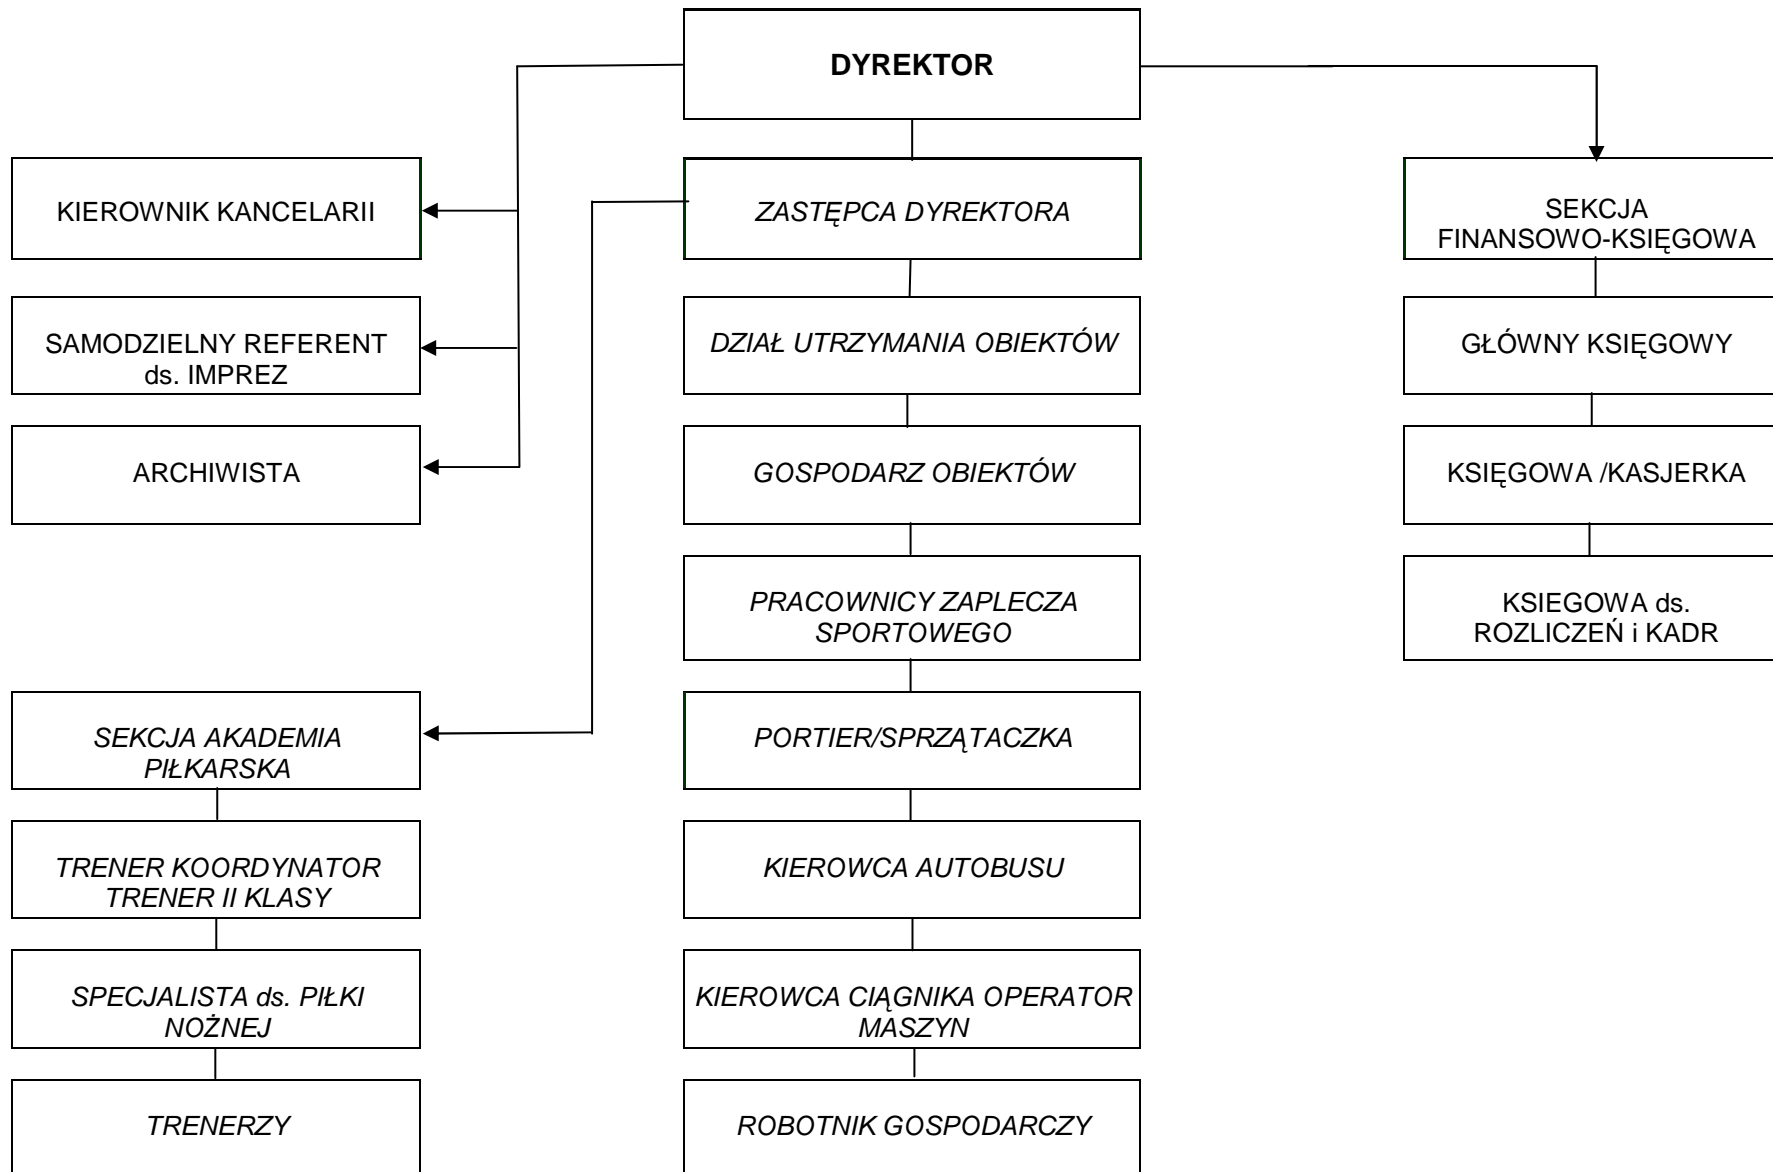 DYREKTOR
KIEROWNIK KANCELARII
ZASTĘPCA DYREKTORA
SEKCJA
FINANSOWO-KSIĘGOWA
SAMODZIELNY REFERENT
ds. IMPREZ
DZIAŁ UTRZYMANIA OBIEKTÓW
GŁÓWNY KSIĘGOWY
ARCHIWISTA
GOSPODARZ OBIEKTÓW
KSIĘGOWA /KASJERKA
PRACOWNICY ZAPLECZA
SPORTOWEGO
KSIEGOWA ds.
ROZLICZEŃ i KADR
SEKCJA AKADEMIA
PIŁKARSKA
PORTIER/SPRZĄTACZKA
TRENER KOORDYNATOR
TRENER II KLASY
KIEROWCA AUTOBUSU
SPECJALISTA ds. PIŁKI
NOŻNEJ
KIEROWCA CIĄGNIKA OPERATOR
MASZYN
TRENERZY
ROBOTNIK GOSPODARCZY